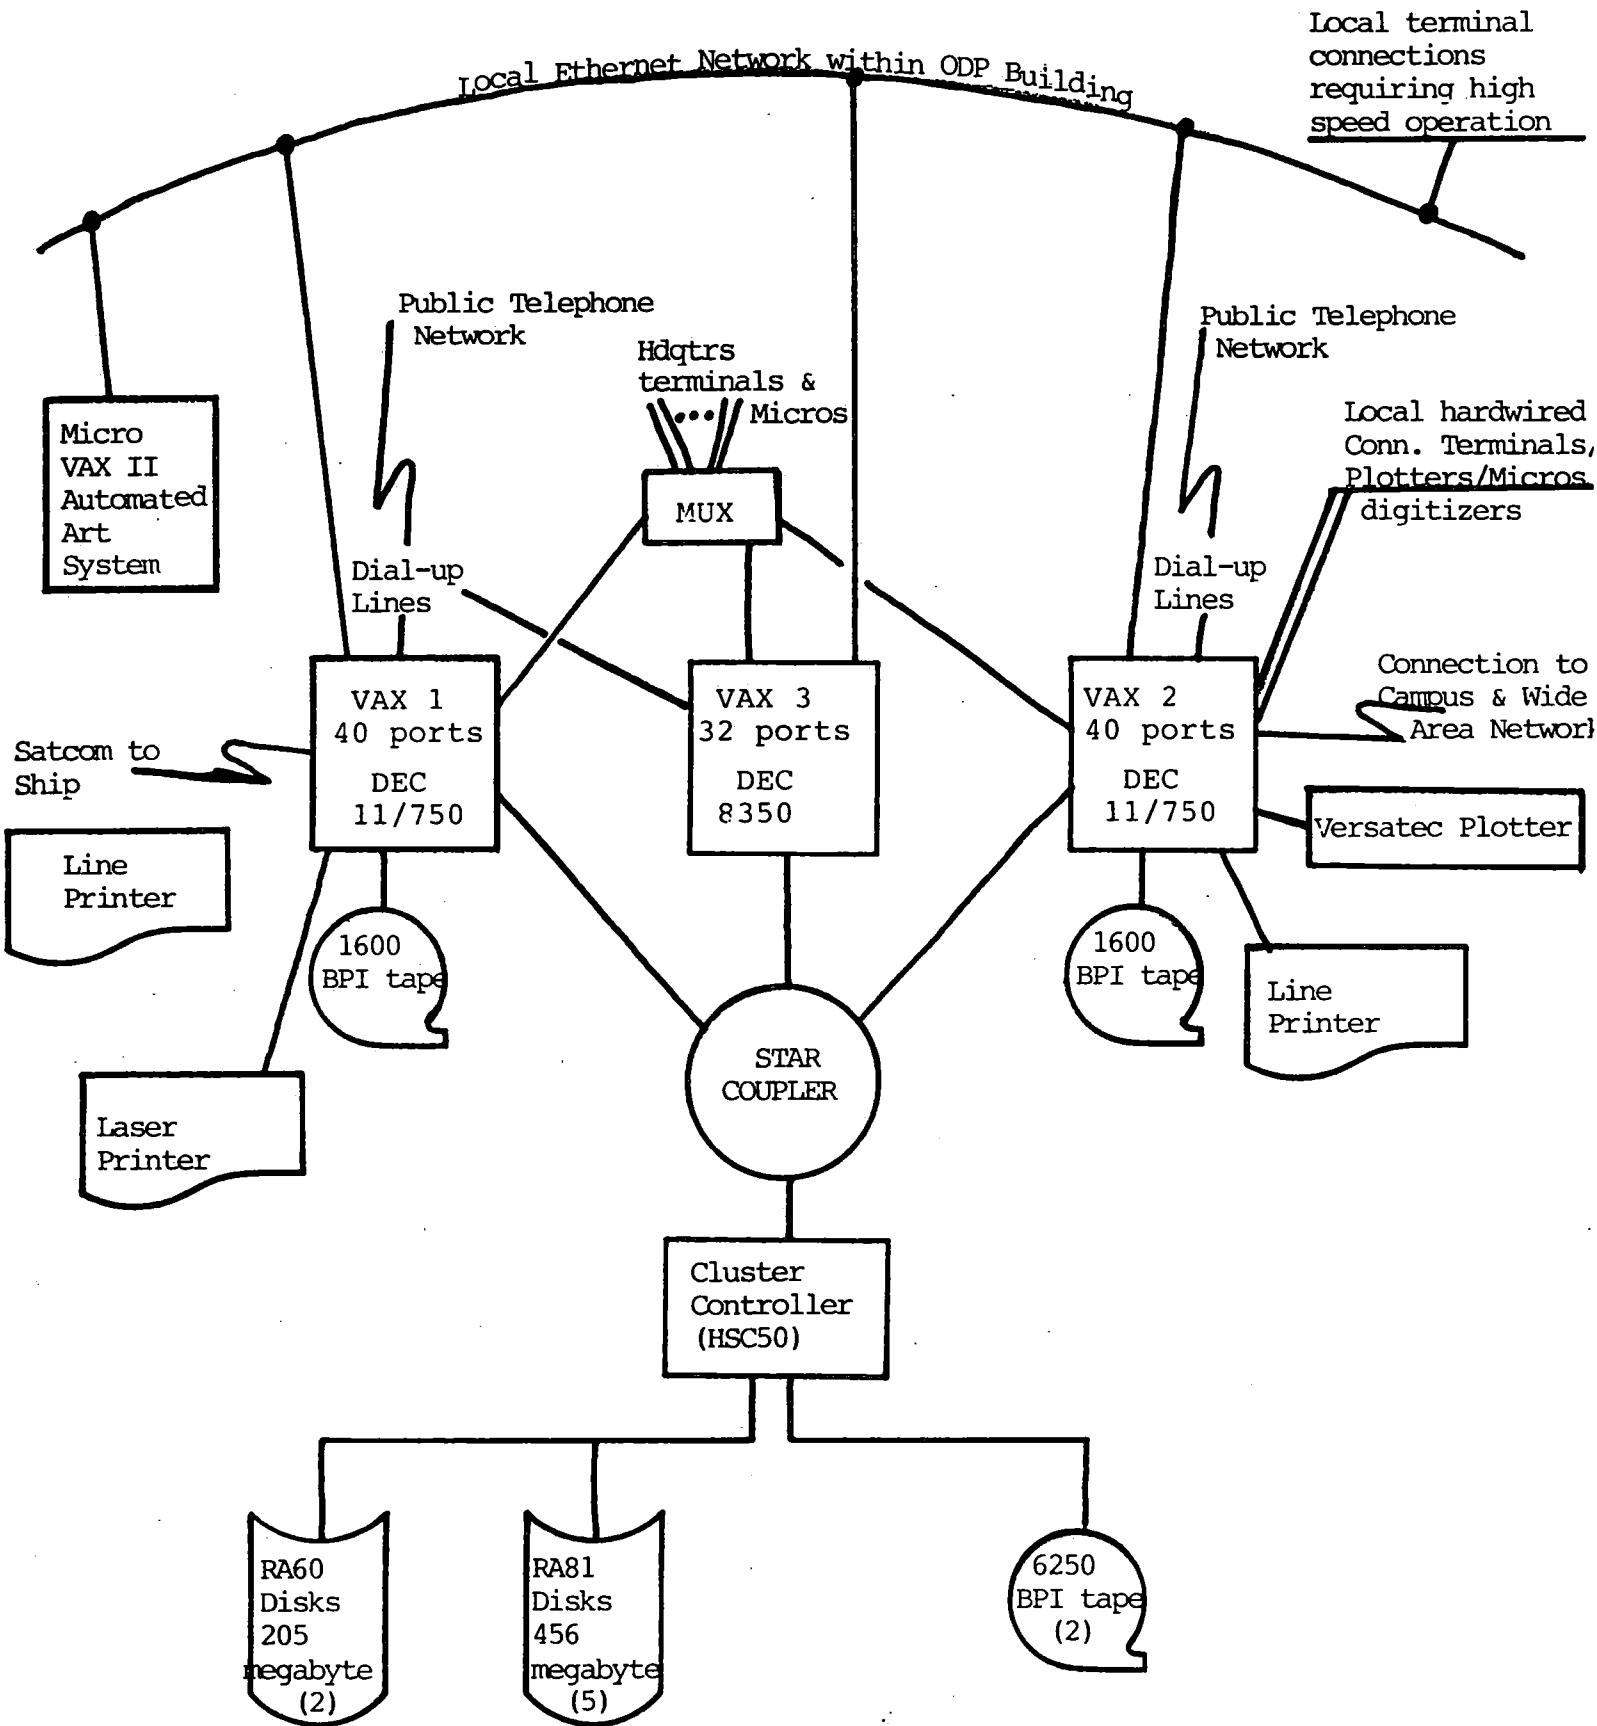 Local terminal
connections
requiring high
speed operation
Local Ethernet Network within ODP Building
Public Telephone
Network
Public Telephone
Network
Hdqtrs
terminals &
Micros
Local hardwired
Conn. Terminals,
Plotters/Micros
digitizers
Micro
VAX II
Automated
Art
System
MUX
Dial-up
Lines
Dial-up
Lines
VAX 1
40 ports
DEC
11/750
VAX 3
32 ports
DEC
8350
VAX 2
40 ports
DEC
11/750
Connection to
Campus & Wide
Area Network
Satcom to
Ship
Versatec Plotter
Line
Printer
1600
BPI tape
1600
BPI tape
Line
Printer
STAR
COUPLER
Laser
Printer
Cluster
Controller
(HSC50)
RA60
Disks
205
megabyte
(2)
RA81
Disks
456
megabyte
(5)
6250
BPI tape
(2)